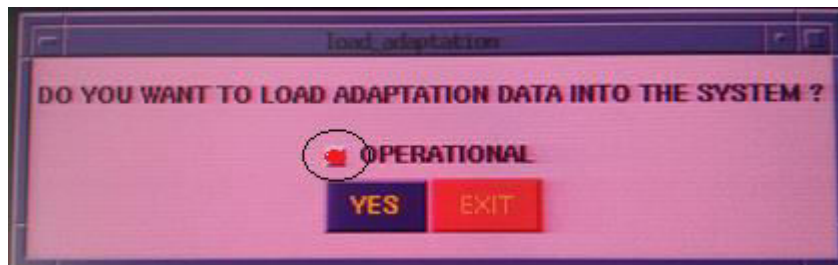 load_adaptation
DO YOU WANT TO LOAD ADAPTATION DATA INTO THE SYSTEM ?
OPERATIONAL
YES EXIT